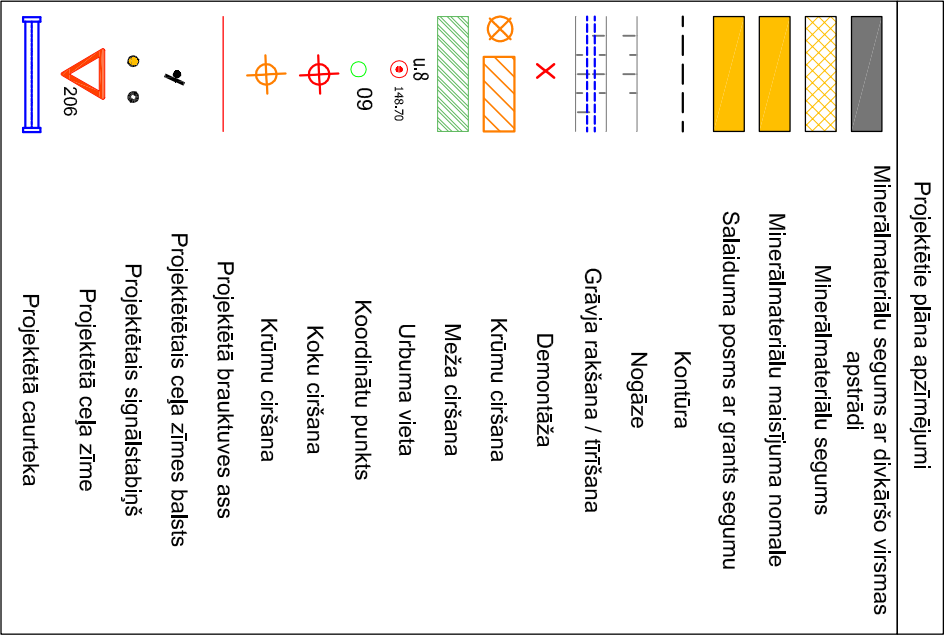 Projektētie plāna apzīmējumi
Minerālmateriālu segums ar divkāršo virsmas
apstrādi
Minerālmateriālu segums
Minerālmateriālu maisījuma nomale
Salaiduma posms ar grants segumu
Kontūra
Nogāze
Grāvja rakšana / tīrīšana
Demontāža
Krūmu ciršana
Meža ciršana
u.8
148.70
Urbuma vieta
09
Koordinātu punkts
Koku ciršana
Krūmu ciršana
Projektētā brauktuves ass
Projektētētais ceļa zīmes balsts
Projektētais signālstabiņš
206
Projektētā ceļa zīme
Projektētā caurteka